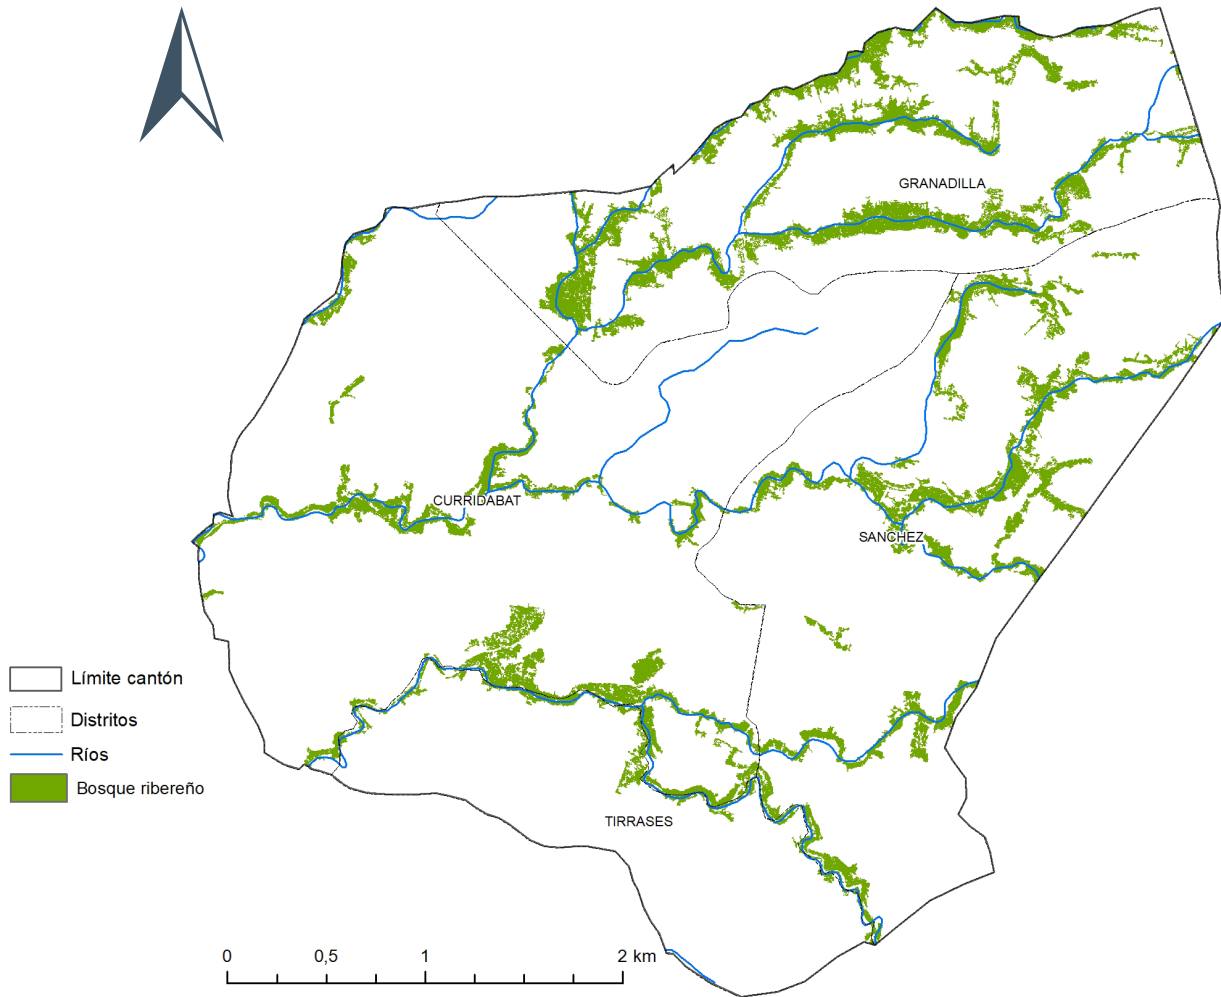 GRANADILLA
CURRIDABAT
SANCHEZ
Límite cantón
Distritos
Ríos
Bosque ribereño
TIRRASES
0 0,5 1 2 km